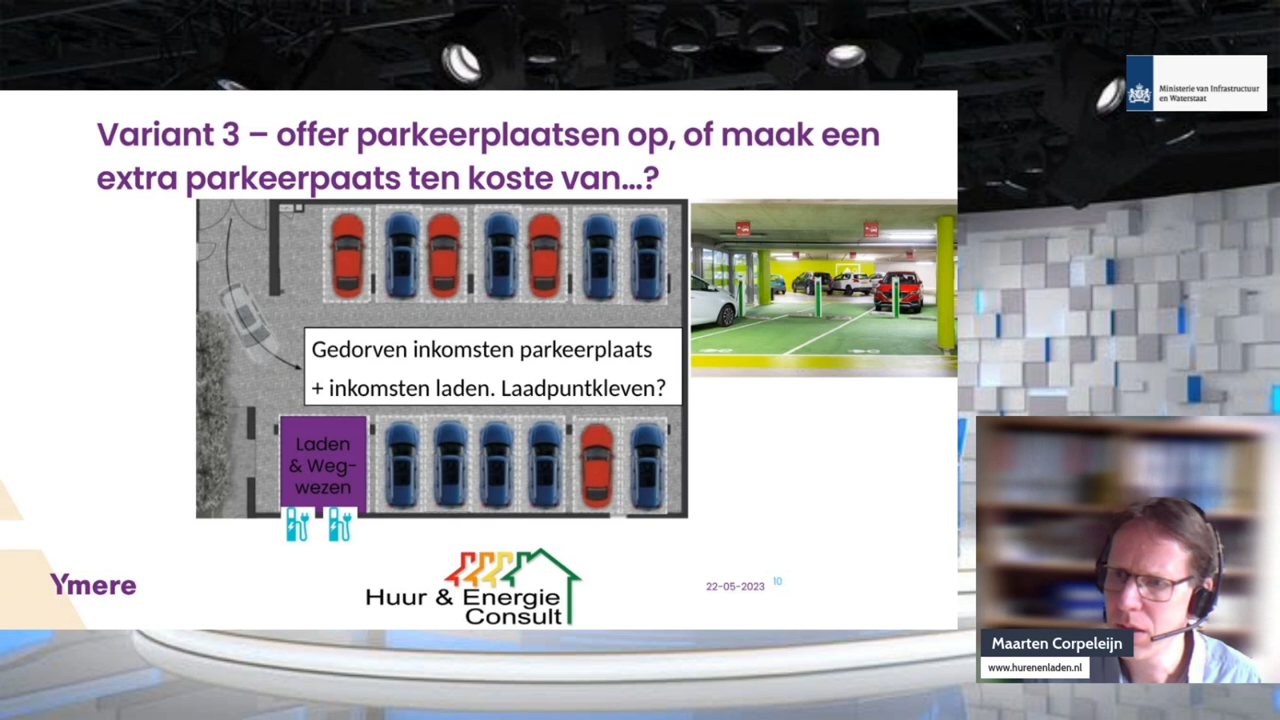 Ministerie van Infrastructuur
en Waterstaat
Variant 3 – offer parkeerplaatsen op, of maak een
extra parkeerpaats ten koste van...?
Gedorven inkomsten parkeerplaats
+ inkomsten laden. Laadpuntkleven?
Laden
& Weg-
wezen
Ymere
Huur & Energie
Consult
22-05-2023
10
Maarten Corpeleijn
www.hurenenladen.nl